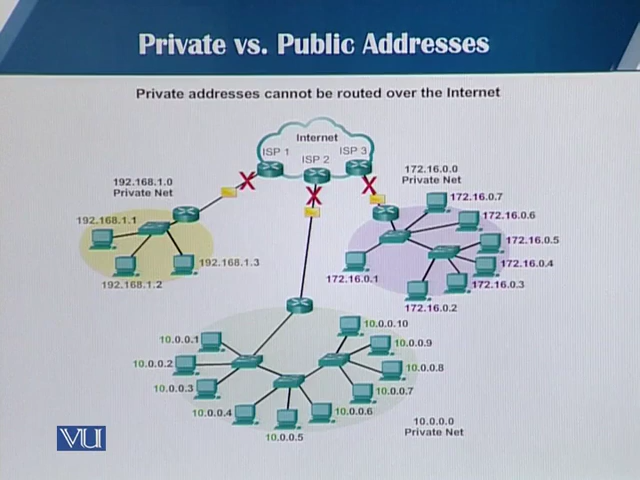 Private vs. Public Addresses
Private addresses cannot be routed over the Internet
Internet
ISP 1
ISP 2
ISP 3
192.168.1.0
Private Net
172.16.0.0
Private Net
192.168.1.1
192.168.1.2
192.168.1.3
172.16.0.7
172.16.0.6
172.16.0.5
172.16.0.4
172.16.0.3
172.16.0.2
172.16.0.1
10.0.0.1
10.0.0.2
10.0.0.3
10.0.0.4
10.0.0.5
10.0.0.6
10.0.0.7
10.0.0.8
10.0.0.9
10.0.0.10
10.0.0.0
Private Net
VU